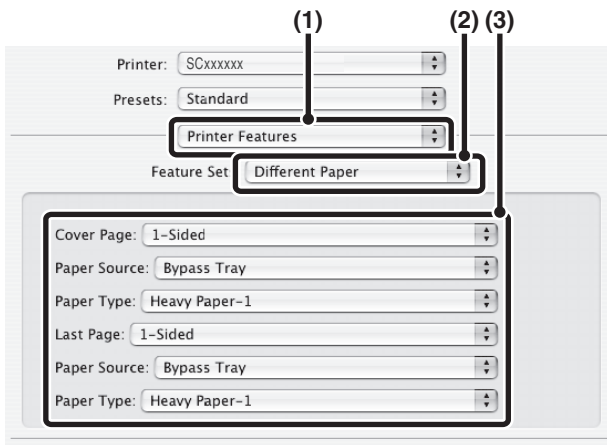 (1) (2) (3)
Printer: SCxxxxxx
Presets: Standard
Printer Features
Feature Set Different Paper
Cover Page: 1-Sided
Paper Source: Bypass Tray
Paper Type: Heavy Paper-1
Last Page: 1-Sided
Paper Source: Bypass Tray
Paper Type: Heavy Paper-1